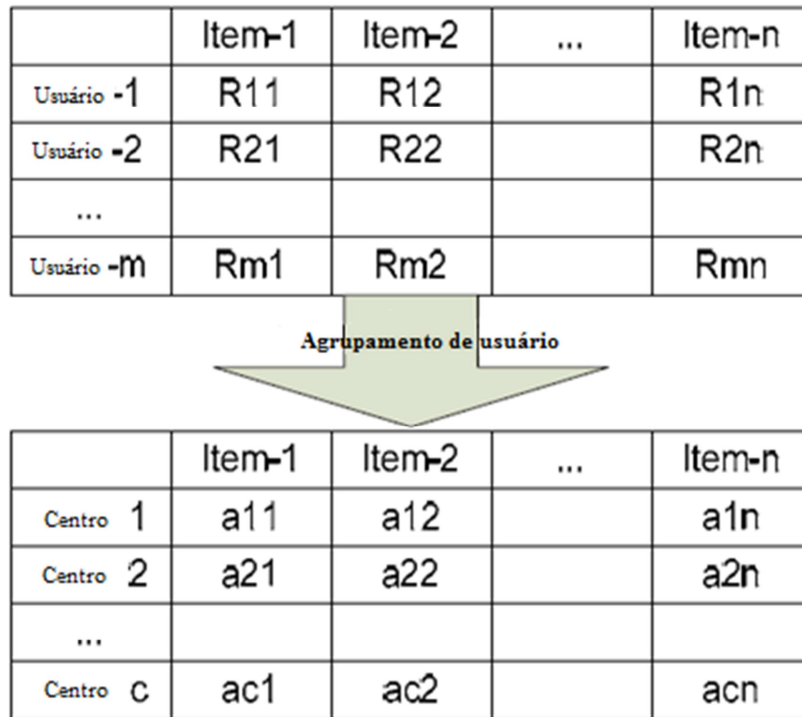 Item-1 Item-2 ... Item-n
Usuário -1 R11 R12 R1n
Usuário -2 R21 R22 R2n
...
Usuário -m Rm1 Rm2 Rmn
Agrupamento de usuário
Item-1 Item-2 ... Item-n
Centro 1 a11 a12 a1n
Centro 2 a21 a22 a2n
...
Centro c ac1 ac2 acn